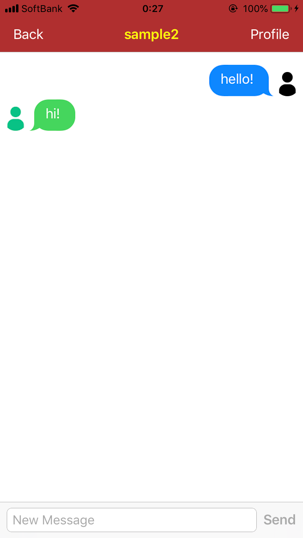 SoftBank 0:27 100%
Back sample2 Profile
hello!
hi!
New Message Send